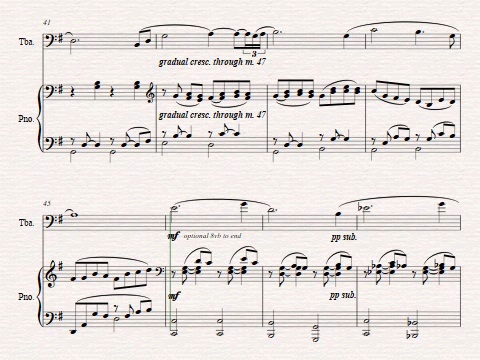 41
Tba.
gradual cresc. through m. 47
3
Pno.
gradual cresc. through m. 47
45
Tba.
mf optional 8vb to end pp sub.
Pno.
mf pp sub.